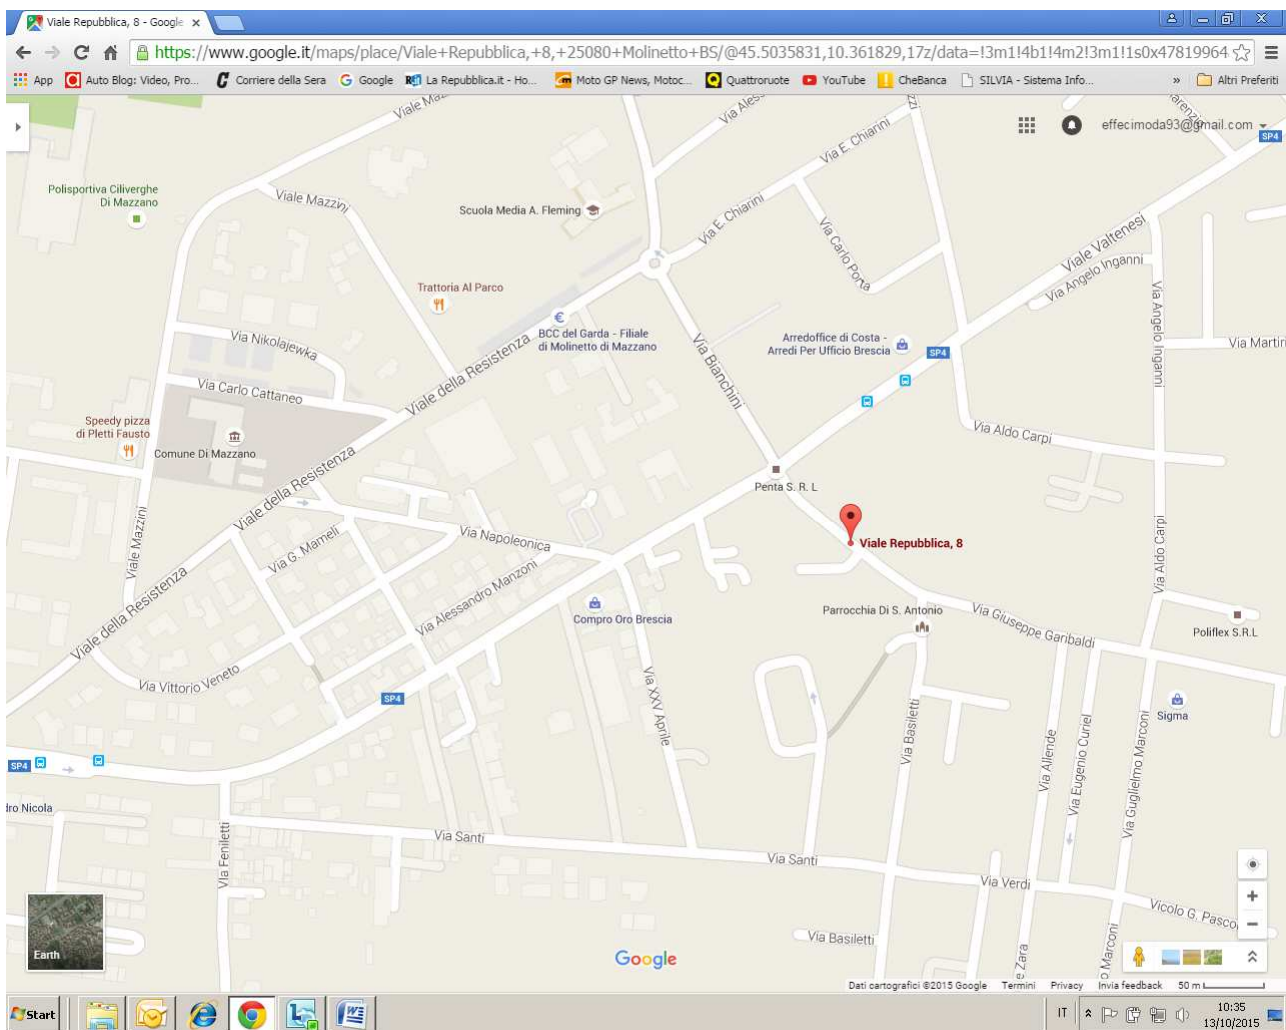 Viale Repubblica, 8 - Google
https://www.google.it/maps/place/Viale+Repubblica,+8,+25080+Molinetto+BS/@45.5035831,10.361829,17z/data=!3m1!4b1!4m2!3m1!1s0x47819964
App Auto Blog: Video, Pro... Corriere della Sera Google La Repubblica.it - Ho... Moto GP News, Motoc... Quattroruote YouTube CheBanca SILVIA - Sistema Info... » Altri Preferiti
effecimoda93@gmail.com
SP4
Via E. Chiarini
Polisportiva Ciliverghe
Di Mazzano
Viale Mazzini
Scuola Media A. Fleming
Via E. Chiarini
Via Carlo Porta
Viale Valtenesi
Via Angelo Inganni
Via Angelo Inganni
Trattoria Al Parco
BCC del Garda - Filiale
di Molinetto di Mazzano
Via Bianchini
Arredoffice di Costa -
Arredi Per Ufficio Brescia
SP4
Via Martiri
Via Nikolajewka
Viale della Resistenza
Via Carlo Cattaneo
Speedy pizza
di Pletti Fausto
Comune Di Mazzano
Via Aldo Carpi
Viale della Resistenza
Penta S. R. L
Via Napoleonica
Viale Mazzini
Via G. Mameli
Viale Repubblica, 8
Via Aldo Carpi
Viale della Resistenza
Via Alessandro Manzoni
Compro Oro Brescia
Parrocchia Di S. Antonio
Via Giuseppe Garibaldi
Poliflex S.R.L
Via Vittorio Veneto
SP4
Via XXV Aprile
Via Basiletti
Sigma
Via Allende
Via Eugenio Curiel
Via Guglielmo Marconi
SP4
dro Nicola
Via Feniletti
Via Santi
Via Santi
Via Verdi
Vicolo G. Pasco
Via Basiletti
Earth
Google
Dati cartografici ©2015 Google Termini Privacy Invia feedback 50 m
Start
IT
10:35
13/10/2015